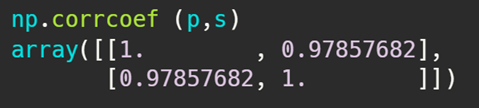 np.corrcoef (p,s)
array([[1.        , 0.97857682],
       [0.97857682, 1.        ]])